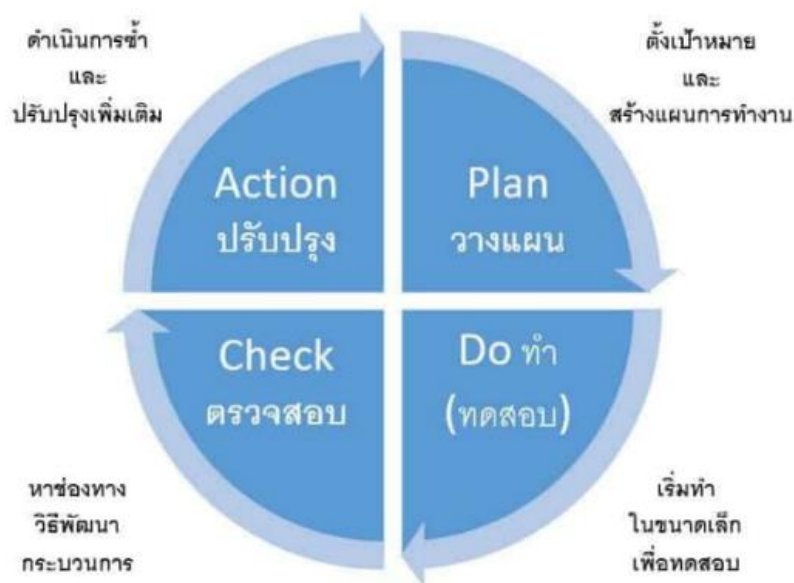 ดำเนินการซ้ำ
และ
ปรับปรุงเพิ่มเติม
ตั้งเป้าหมาย
และ
สร้างแผนการทำงาน
Action
ปรับปรุง
Plan
วางแผน
Check
ตรวจสอบ
Do ทำ
(ทดสอบ)
หาช่องทาง
วิธีพัฒนา
กระบวนการ
เริ่มทำ
ในขนาดเล็ก
เพื่อทดสอบ